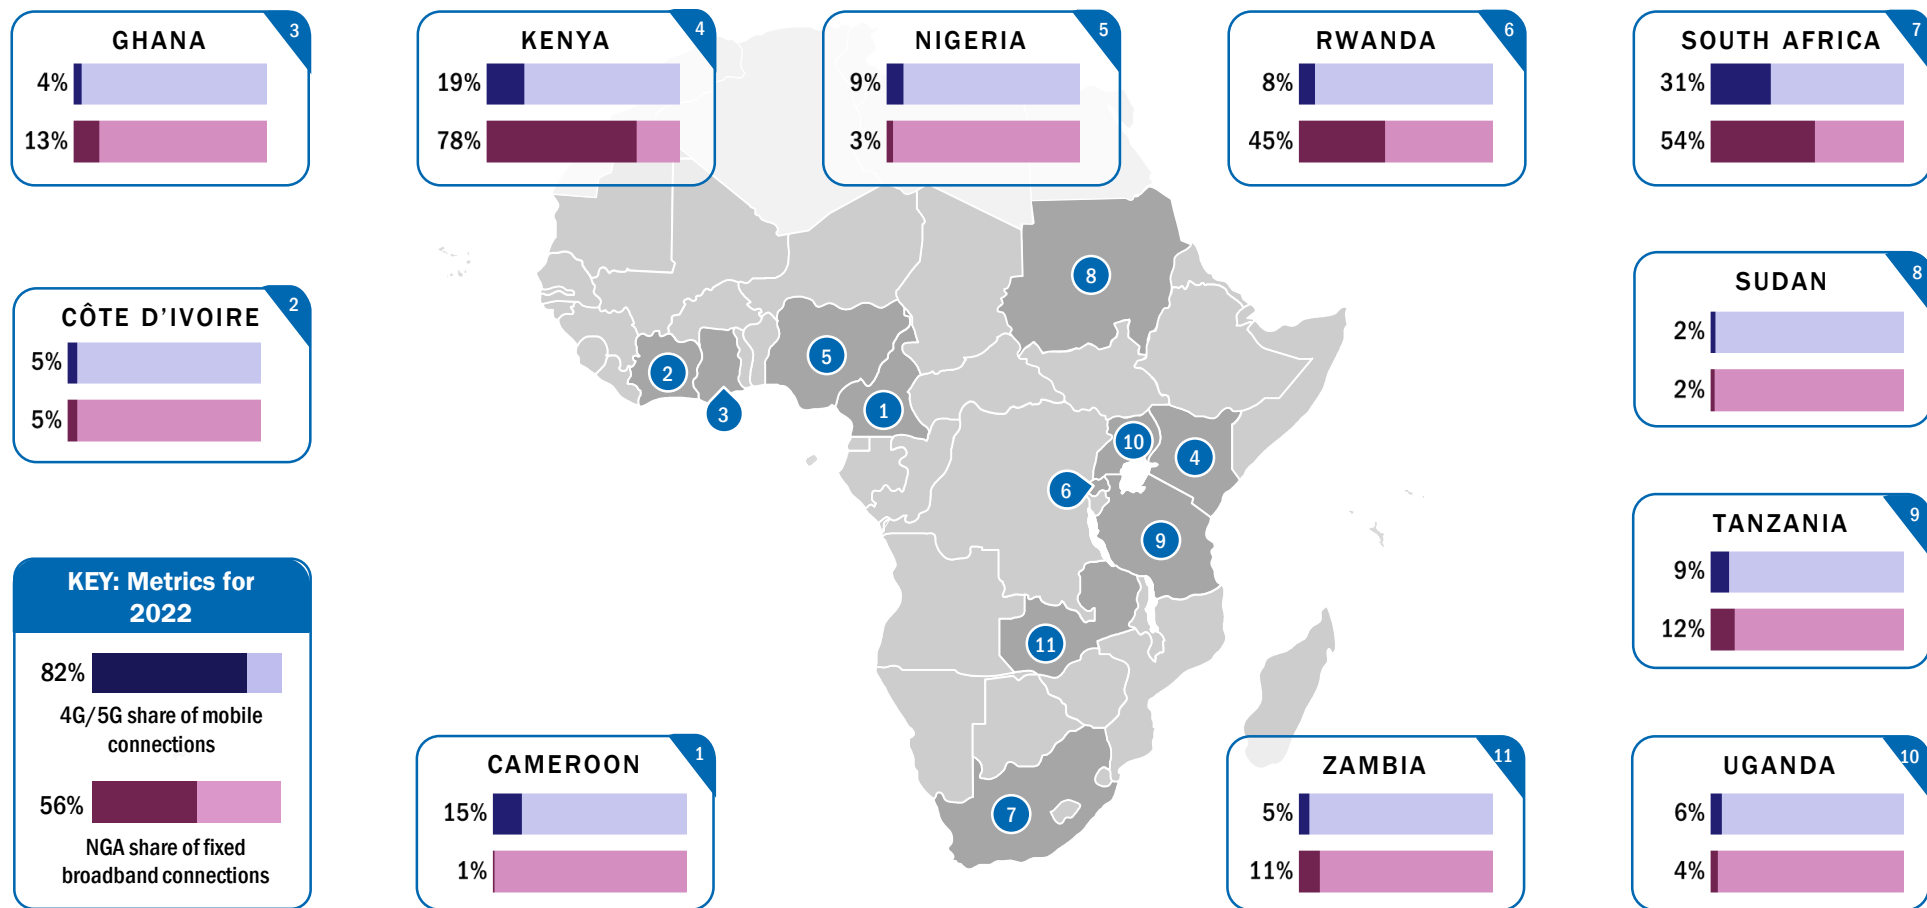 GHANA
3
4%
13%
KENYA
4
19%
78%
NIGERIA
5
9%
3%
RWANDA
6
8%
45%
SOUTH AFRICA
7
31%
54%
CÔTE D’IVOIRE
2
5%
5%
SUDAN
8
2%
2%
TANZANIA
9
9%
12%
KEY: Metrics for
2022
82%
4G/5G share of mobile
connections
56%
NGA share of fixed
broadband connections
CAMEROON
1
15%
1%
ZAMBIA
11
5%
11%
UGANDA
10
6%
4%
8
5
2
3
1
10
4
6
9
11
7